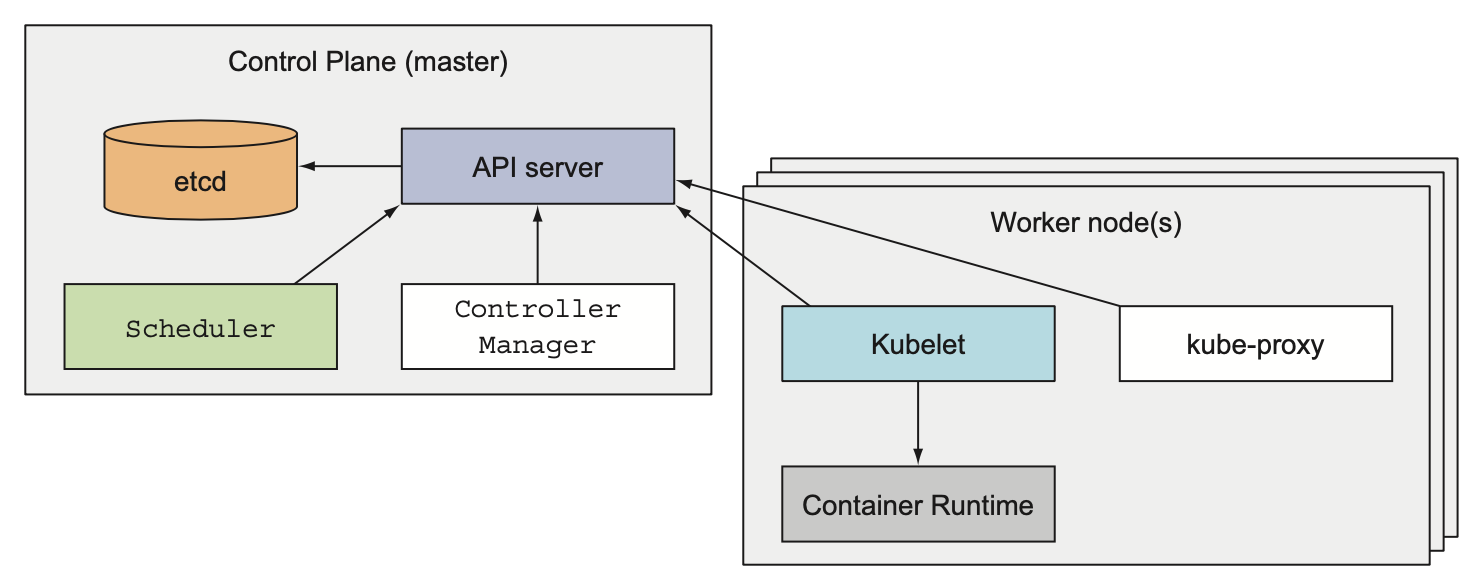 Control Plane (master)
etcd
API server
Scheduler
Controller
Manager
Worker node(s)
Kubelet
kube-proxy
Container Runtime